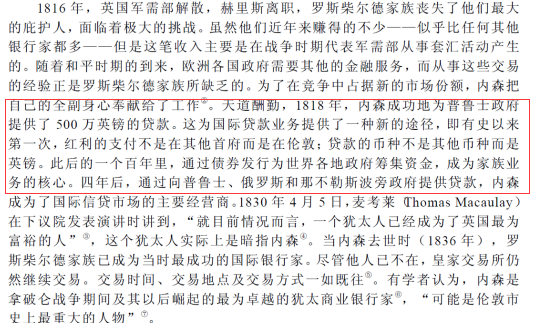 1816 年，英国军需部解散，赫里斯离职，罗斯柴尔德家族丧失了他们最大
的庇护人，面临着极大的挑战。虽然他们近年来赚得的不少——似乎比任何其他
银行家都多——但是这笔收入主要是在战争时期代表军需部从事套汇活动产生
的。随着和平时期的到来，欧洲各国政府需要其他的金融服务，而从事这些交易
的经验正是罗斯柴尔德家族所缺乏的。为了在竞争中占据新的市场份额，内森把
自己的全副身心奉献给了工作②。天道酬勤，1818 年，内森成功地为普鲁士政府
提供了 500 万英镑的贷款。这为国际贷款业务提供了一种新的途径，即有史以来
第一次，红利的支付不是在其他首府而是在伦敦；贷款的币种不是其他币种而是
英镑。此后的一个百年里，通过债券发行为世界各地政府筹集资金，成为家族业
务的核心。四年后，通过向普鲁士、俄罗斯和那不勒斯波旁政府提供贷款，内森
成为了国际信贷市场的主要经营商。1830 年 4 月 5 日，麦考莱（Thomas Macaulay）
在下议院发表演讲时讲到，“就目前情况而言，一个犹太人已经成为了英国最为
富裕的人”③，这个犹太人实际上是暗指内森④。当内森去世时（1836 年），罗
斯柴尔德家族已成为当时最成功的国际银行家。尽管他人已不在，皇家交易所仍
然继续交易。交易时间、交易地点及交易方式一如既往⑤。有学者认为，内森是
拿破仑战争期间及其以后崛起的最为卓越的犹太商业银行家⑥，“可能是伦敦市
史上最重大的人物”⑦。